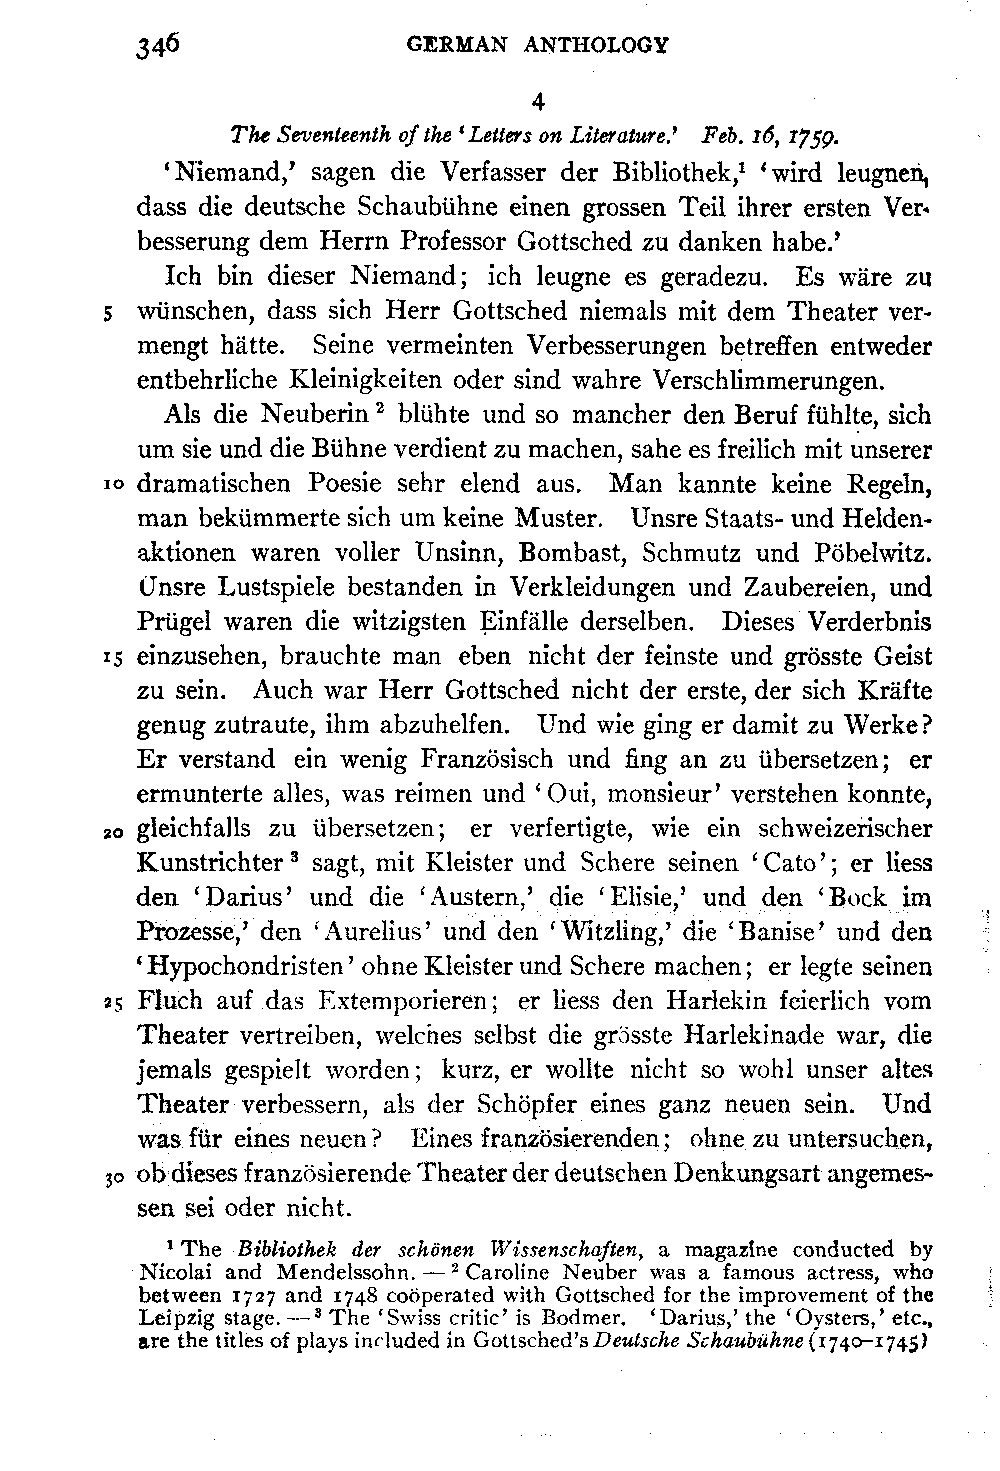 346 GERMAN ANTHOLOGY
4
The Seventeenth of the ‘Letters on Literature.’ Feb. 16, 1759.
‘Niemand,’ sagen die Verfasser der Bibliothek,¹ ‘wird leugnen,
dass die deutsche Schaubühne einen grossen Teil ihrer ersten Ver-
besserung dem Herrn Professor Gottsched zu danken habe.’
Ich bin dieser Niemand; ich leugne es geradezu. Es wäre zu
5 wünschen, dass sich Herr Gottsched niemals mit dem Theater ver-
mengt hätte. Seine vermeinten Verbesserungen betreffen entweder
entbehrliche Kleinigkeiten oder sind wahre Verschlimmerungen.
Als die Neuberin ² blühte und so mancher den Beruf fühlte, sich
um sie und die Bühne verdient zu machen, sahe es freilich mit unserer
10 dramatischen Poesie sehr elend aus. Man kannte keine Regeln,
man bekümmerte sich um keine Muster. Unsre Staats- und Helden-
aktionen waren voller Unsinn, Bombast, Schmutz und Pöbelwitz.
Unsre Lustspiele bestanden in Verkleidungen und Zaubereien, und
Prügel waren die witzigsten Einfälle derselben. Dieses Verderbnis
15 einzusehen, brauchte man eben nicht der feinste und grösste Geist
zu sein. Auch war Herr Gottsched nicht der erste, der sich Kräfte
genug zutraute, ihm abzuhelfen. Und wie ging er damit zu Werke?
Er verstand ein wenig Französisch und fing an zu übersetzen; er
ermunterte alles, was reimen und ‘Oui, monsieur’ verstehen konnte,
20 gleichfalls zu übersetzen; er verfertigte, wie ein schweizerischer
Kunstrichter ³ sagt, mit Kleister und Schere seinen ‘Cato’; er liess
den ‘Darius’ und die ‘Austern,’ die ‘Elisie,’ und den ‘Bock im
Prozesse,’ den ‘Aurelius’ und den ‘Witzling,’ die ‘Banise’ und den
‘Hypochondristen’ ohne Kleister und Schere machen; er legte seinen
25 Fluch auf das Extemporieren; er liess den Harlekin feierlich vom
Theater vertreiben, welches selbst die grösste Harlekinade war, die
jemals gespielt worden; kurz, er wollte nicht so wohl unser altes
Theater verbessern, als der Schöpfer eines ganz neuen sein. Und
was für eines neuen? Eines französierenden; ohne zu untersuchen,
30 ob dieses französierende Theater der deutschen Denkungsart angemes-
sen sei oder nicht.
¹ The Bibliothek der schönen Wissenschaften, a magazine conducted by
Nicolai and Mendelssohn. — ² Caroline Neuber was a famous actress, who
between 1727 and 1748 coöperated with Gottsched for the improvement of the
Leipzig stage. — ³ The ‘Swiss critic’ is Bodmer. ‘Darius,’ the ‘Oysters,’ etc.,
are the titles of plays included in Gottsched's Deutsche Schaubühne (1740–1745)